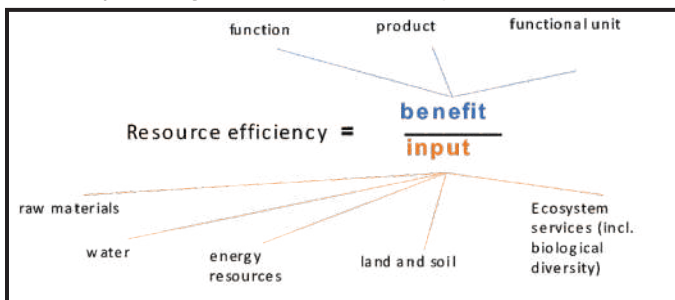 function
product
functional unit
benefit
Resource efficiency =
input
raw materials
water
energy
resources
land and soil
Ecosystem
services (incl.
biological
diversity)